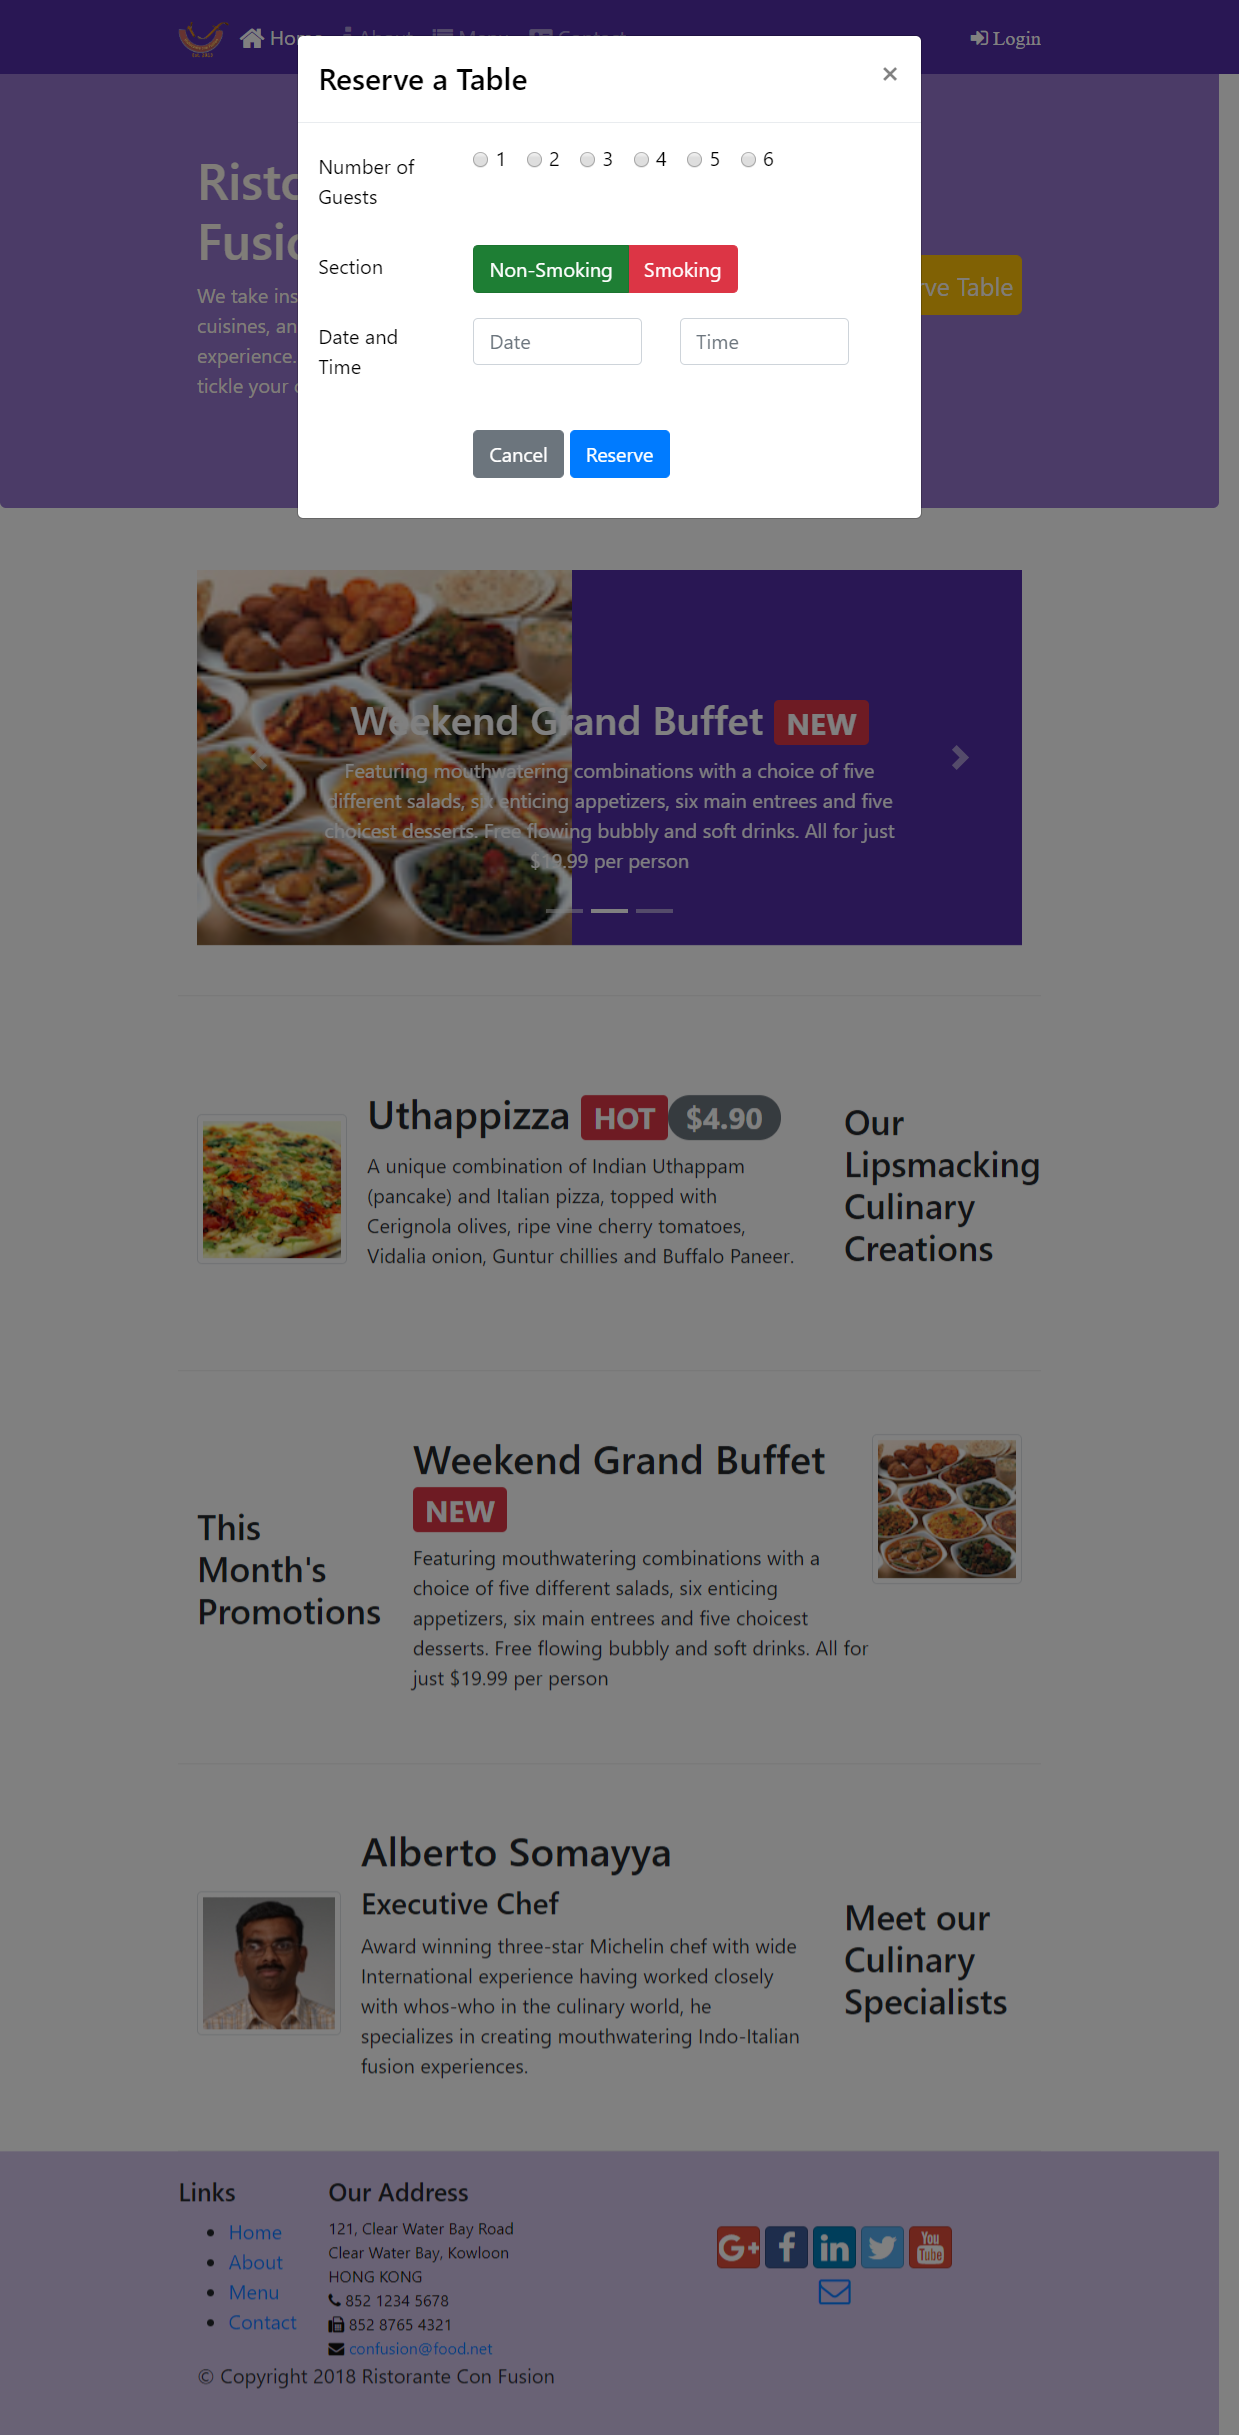 Home About Menu Contact Login
Reserve a Table ×
Number of
Guests
1 2 3 4 5 6
Section
Non-Smoking Smoking
Date and
Time
Date Time
Cancel Reserve
We take
cuisines,
experience.
tickle your
Table
Weekend Grand Buffet NEW
Featuring mouthwatering combinations with a choice of five
different salads, six enticing appetizers, six main entrees and five
choicest desserts. Free flowing bubbly and soft drinks. All for just
$19.99 per person
Uthappizza HOT $4.90
A unique combination of Indian Uthappam
(pancake) and Italian pizza, topped with
Cerignola olives, ripe vine cherry tomatoes,
Vidalia onion, Guntur chillies and Buffalo Paneer.
Our
Lipsmacking
Culinary
Creations
This
Month's
Promotions
Weekend Grand Buffet
NEW
Featuring mouthwatering combinations with a
choice of five different salads, six enticing
appetizers, six main entrees and five choicest
desserts. Free flowing bubbly and soft drinks. All for
just $19.99 per person
Alberto Somayya
Executive Chef
Award winning three-star Michelin chef with wide
International experience having worked closely
with whos-who in the culinary world, he
specializes in creating mouthwatering Indo-Italian
fusion experiences.
Meet our
Culinary
Specialists
Links
Home
About
Menu
Contact
Our Address
121, Clear Water Bay Road
Clear Water Bay, Kowloon
HONG KONG
852 1234 5678
852 8765 4321
confusion@food.net
G+ f in You Tube
© Copyright 2018 Ristorante Con Fusion